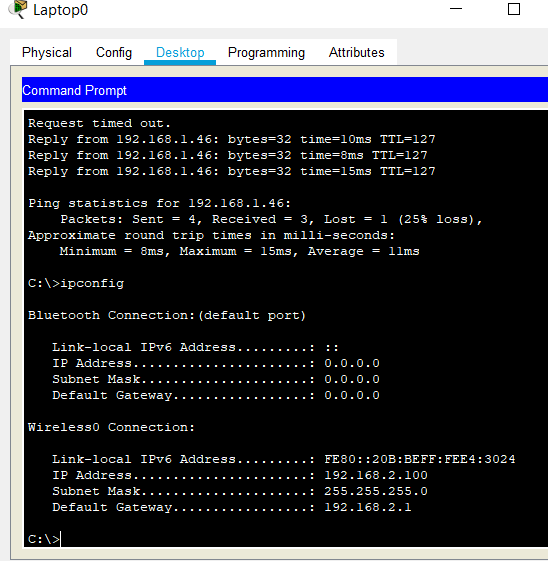 Laptop0
Physical Config Desktop Programming Attributes
Command Prompt
Request timed out.
Reply from 192.168.1.46: bytes=32 time=10ms TTL=127
Reply from 192.168.1.46: bytes=32 time=8ms TTL=127
Reply from 192.168.1.46: bytes=32 time=15ms TTL=127
Ping statistics for 192.168.1.46:
Packets: Sent = 4, Received = 3, Lost = 1 (25% loss),
Approximate round trip times in milli-seconds:
Minimum = 8ms, Maximum = 15ms, Average = 11ms
C:\>ipconfig
Bluetooth Connection:(default port)
Link-local IPv6 Address.........: ::
IP Address......................: 0.0.0.0
Subnet Mask.....................: 0.0.0.0
Default Gateway.................: 0.0.0.0
Wireless0 Connection:
Link-local IPv6 Address.........: FE80::20B:BEFF:FEE4:3024
IP Address......................: 192.168.2.100
Subnet Mask.....................: 255.255.255.0
Default Gateway.................: 192.168.2.1
C:\>